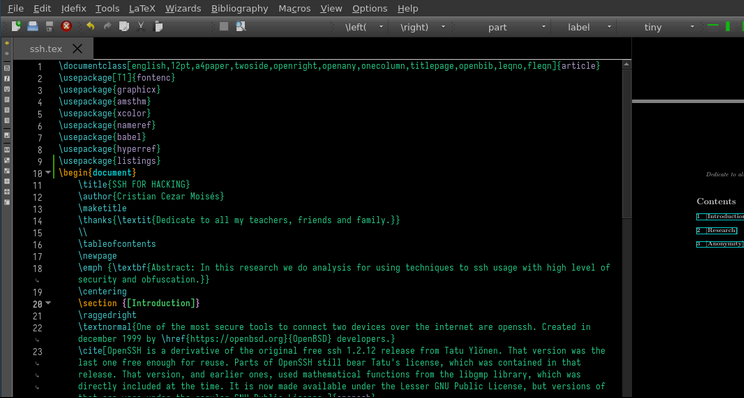 File Edit Idefix Tools LaTeX Wizards Bibliography Macros View Options Help
\left( \right) part label tiny
ssh.tex
1 \documentclass[english,12pt,a4paper,twoside,openright,openany,onecolumn,titlepage,openbib,leqno,fleqn]{article}
2 \usepackage[T1]{fontenc}
3 \usepackage{graphicx}
4 \usepackage{amsthm}
5 \usepackage{xcolor}
6 \usepackage{nameref}
7 \usepackage{babel}
8 \usepackage{hyperref}
9 \usepackage{listings}
10 \begin{document}
11 \title{SSH FOR HACKING}
12 \author{Cristian Cezar Moisés}
13 \maketitle
14 \thanks{\textit{Dedicate to all my teachers, friends and family.}}
15 \\
16 \tableofcontents
17 \newpage
18 \emph {\textbf{Abstract: In this research we do analysis for using techniques to ssh usage with high level of
security and obfuscation.}}
19 \centering
20 \section {[Introduction]}
21 \raggedright
22 \textnormal{One of the most secure tools to connect two devices over the internet are openssh. Created in
december 1999 by \href{https://openbsd.org}{OpenBSD} developers.}
23 \cite[OpenSSH is a derivative of the original free ssh 1.2.12 release from Tatu Ylönen. That version was the
last one free enough for reuse. Parts of OpenSSH still bear Tatu's license, which was contained in that
release. That version, and earlier ones, used mathematical functions from the libgmp library, which was
directly included at the time. It is now made available under the Lesser GNU Public License, but versions of
Dedicate to al
Contents
1 Introduction
2 Research
3 Anonymity